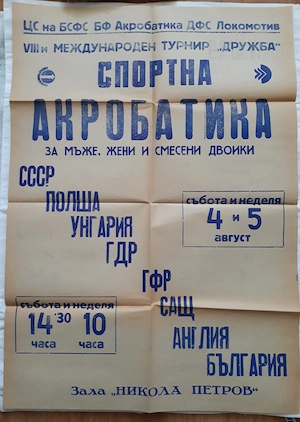 ЦС на БСФС БФ Акробатика ДФС Локомотив
VIIIи МЕЖДУНАРОДЕН ТУРНИР „ДРУЖБА"
СПОРТНА
АКРОБАТИКА
ЗА МЪЖЕ, ЖЕНИ И СМЕСЕНИ ДВОЙКИ
СССР
ПОЛША
УНГАРИЯ
ГДР
събота и неделя
4 и 5
август
ГФР
САЩ
АНГЛИЯ
БЪЛГАРИЯ
събота и неделя
14·30 10
часа часа
Зала „НИКОЛА ПЕТРОВ"